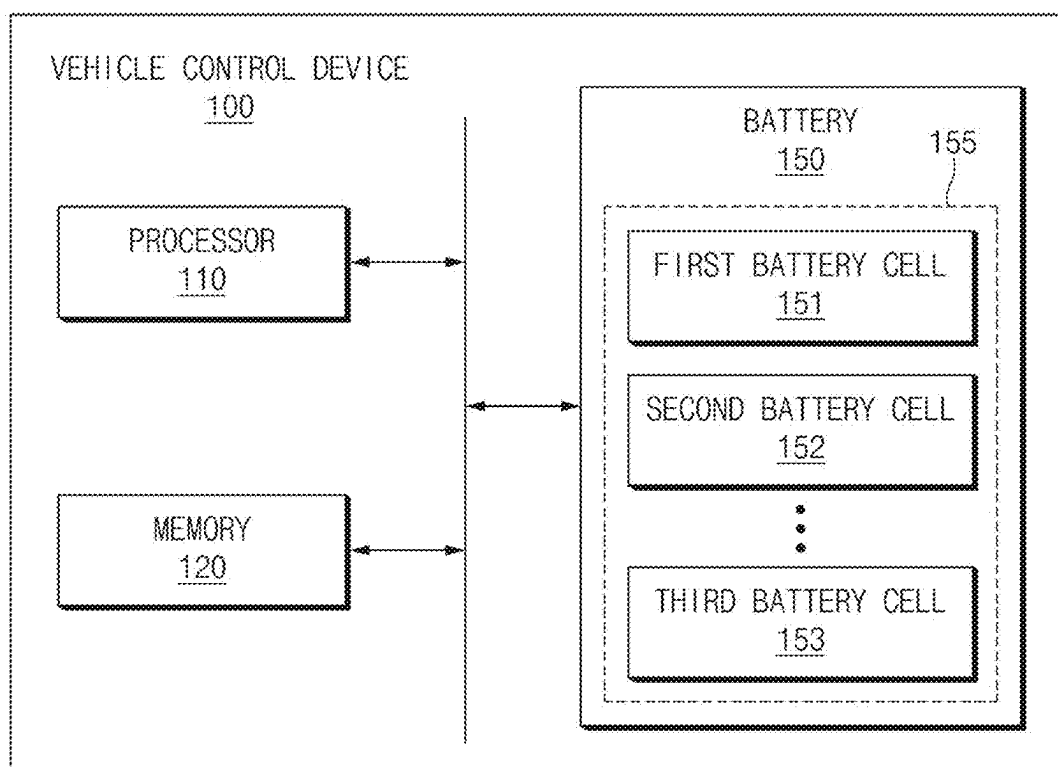 VEHICLE CONTROL DEVICE
100
PROCESSOR
110
MEMORY
120
BATTERY
150
155
FIRST BATTERY CELL
151
SECOND BATTERY CELL
152
THIRD BATTERY CELL
153